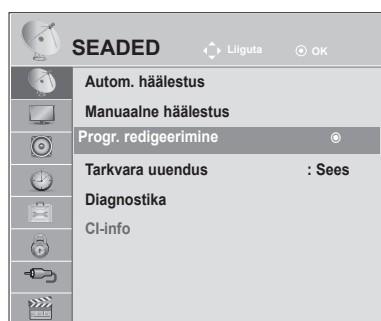 SEADED Liiguta OK
Autom. häälestus
Manuaalne häälestus
Progr. redigeerimine
Tarkvara uuendus : Sees
Diagnostika
CI-info